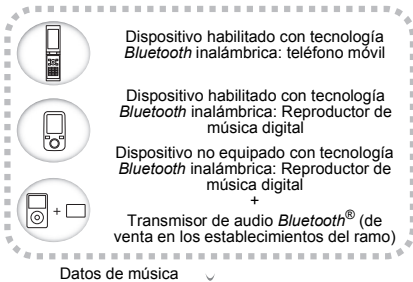 Dispositivo habilitado con tecnología
Bluetooth inalámbrica: teléfono móvil
Dispositivo habilitado con tecnología
Bluetooth inalámbrica: Reproductor de
música digital
Dispositivo no equipado con tecnología
Bluetooth inalámbrica: Reproductor de
música digital
+
+
Transmisor de audio Bluetooth® (de
venta en los establecimientos del ramo)
Datos de música